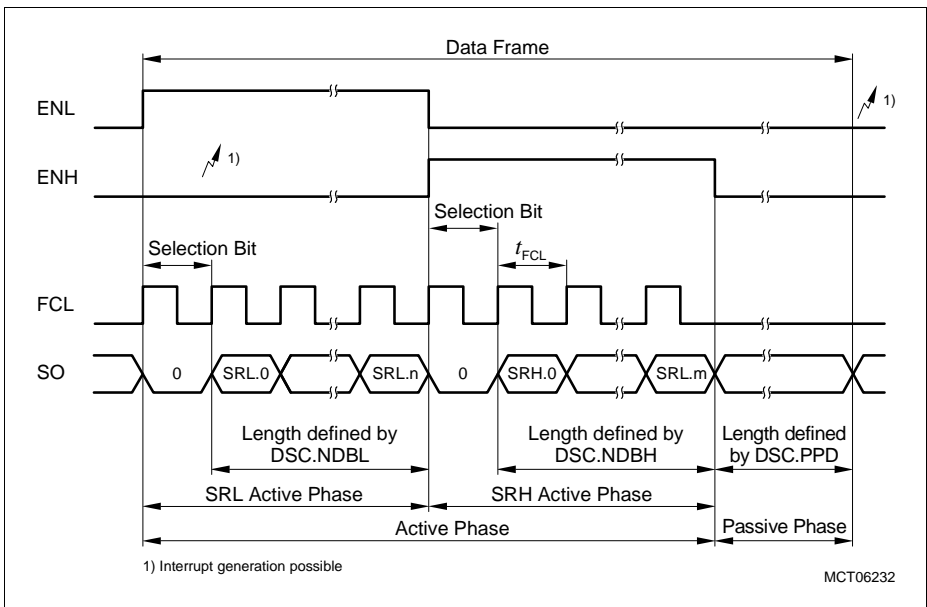 Data Frame
ENL
1)
ENH
1)
Selection Bit
Selection Bit
tFCL
FCL
SO
0
SRL.0
SRL.n
0
SRH.0
SRL.m
Length defined by
DSC.NDBL
Length defined by
DSC.NDBH
Length defined
by DSC.PPD
SRL Active Phase
SRH Active Phase
Active Phase
Passive Phase
1) Interrupt generation possible
MCT06232